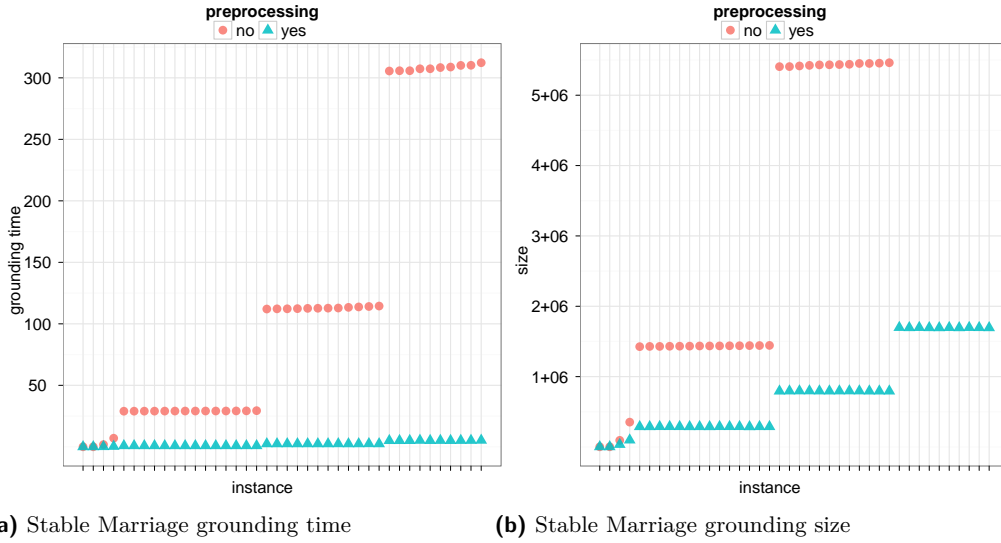 preprocessing
no yes
300
250
200
150
100
50
grounding time
instance
preprocessing
no yes
5+06
4+06
3+06
2+06
1+06
size
instance
a) Stable Marriage grounding time
(b) Stable Marriage grounding size